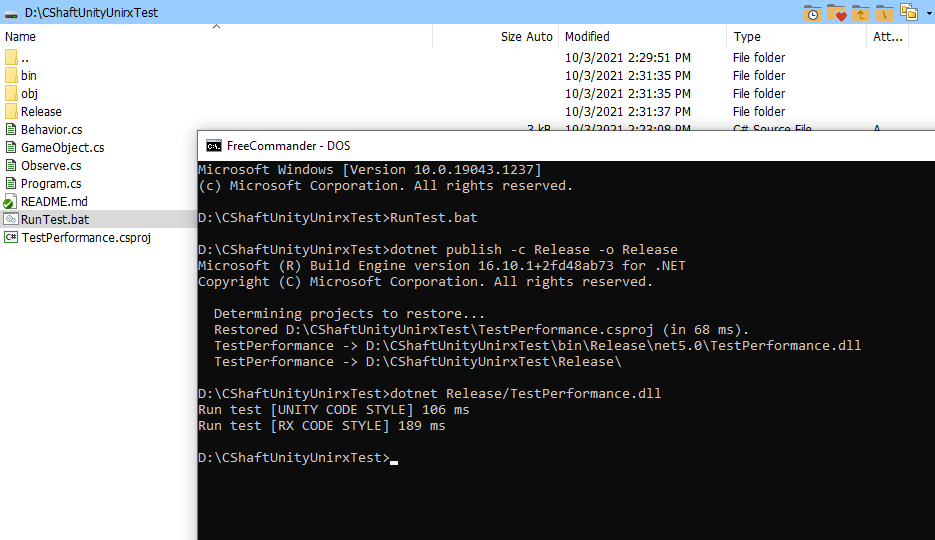 D:\CShaftUnityUnirxTest
Name Size Auto Modified Type Att...
.. 10/3/2021 2:29:51 PM File folder
bin 10/3/2021 2:31:35 PM File folder
obj 10/3/2021 2:31:35 PM File folder
Release 10/3/2021 2:31:37 PM File folder
Behavior.cs 3 kB 10/3/2021 2:23:08 PM C# Source File A
GameObject.cs
Observe.cs
Program.cs
README.md
RunTest.bat
TestPerformance.csproj
FreeCommander - DOS
Microsoft Windows [Version 10.0.19043.1237]
(c) Microsoft Corporation. All rights reserved.
D:\CShaftUnityUnirxTest>RunTest.bat
D:\CShaftUnityUnirxTest>dotnet publish -c Release -o Release
Microsoft (R) Build Engine version 16.10.1+2fd48ab73 for .NET
Copyright (C) Microsoft Corporation. All rights reserved.
Determining projects to restore...
Restored D:\CShaftUnityUnirxTest\TestPerformance.csproj (in 68 ms).
TestPerformance -> D:\CShaftUnityUnirxTest\bin\Release\net5.0\TestPerformance.dll
TestPerformance -> D:\CShaftUnityUnirxTest\Release\
D:\CShaftUnityUnirxTest>dotnet Release/TestPerformance.dll
Run test [UNITY CODE STYLE] 106 ms
Run test [RX CODE STYLE] 189 ms
D:\CShaftUnityUnirxTest>